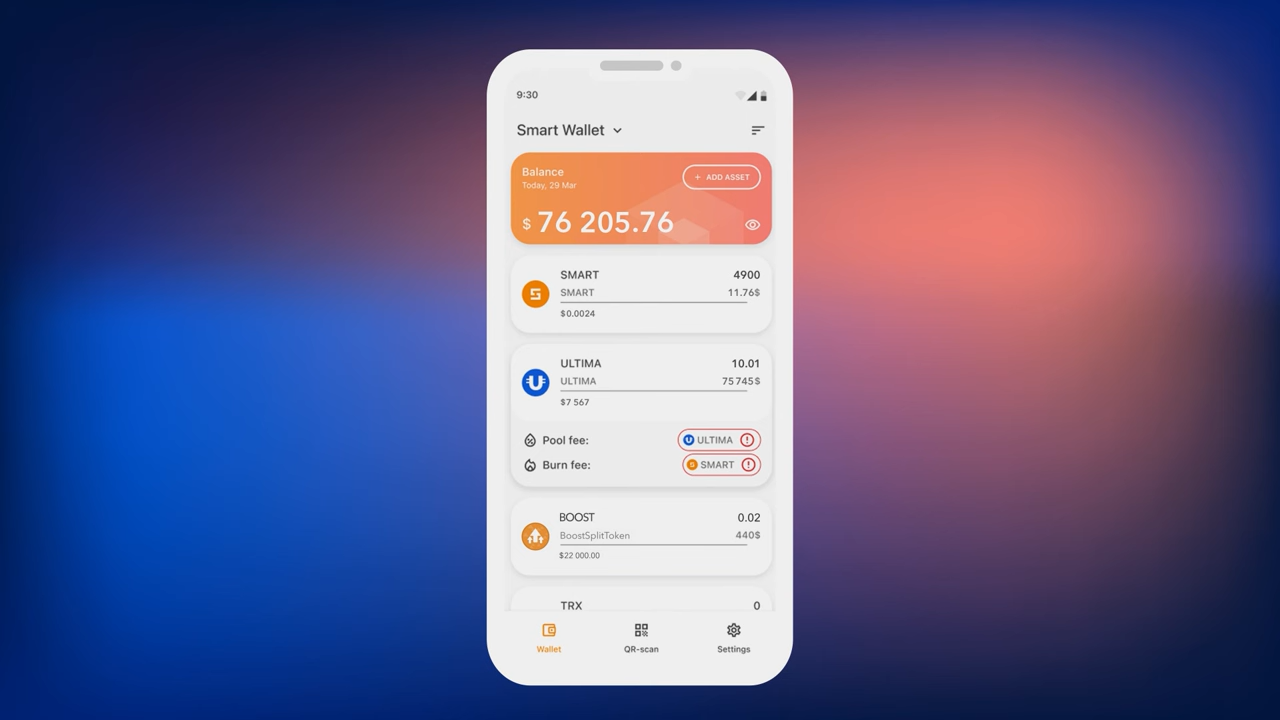 9:30
Smart Wallet
Balance
Today, 29 Mar
+ ADD ASSET
$ 76 205.76
SMART 4900
SMART 11.76$
$0.0024
ULTIMA 10.01
ULTIMA 75 745$
$7 567
Pool fee: ULTIMA
Burn fee: SMART
BOOST 0.02
BoostSplitToken 440$
$22 000.00
TRX 0
Wallet QR-scan Settings